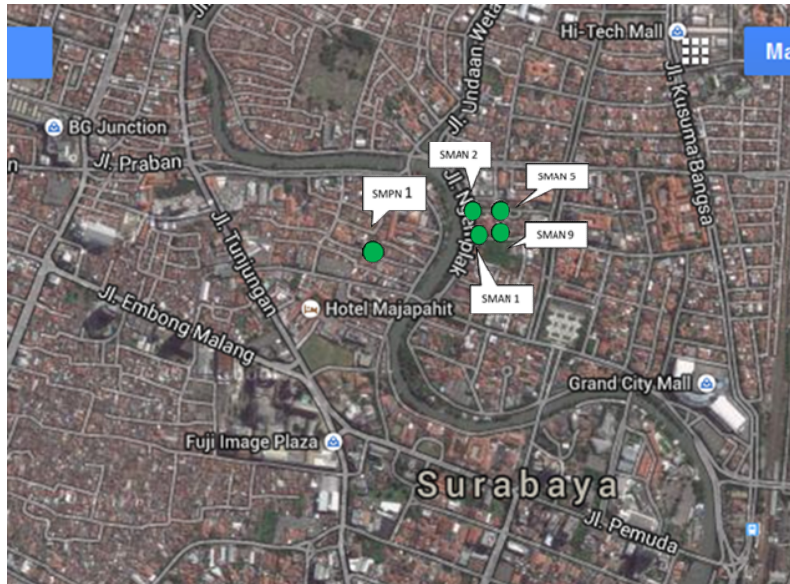 Hi-Tech Mall
Ma
Jl. Undaan Weta
Jl. Kusuma Bangsa
BG Junction
n
Jl. Praban
SMAN 2
SMAN 5
SMPN 1
Jl. Ngemplak
SMAN 9
Jl. Tunjungan
SMAN 1
Jl. Embong Malang
Hotel Majapahit
Grand City Mall
Fuji Image Plaza
Surabaya
Jl. Pemuda